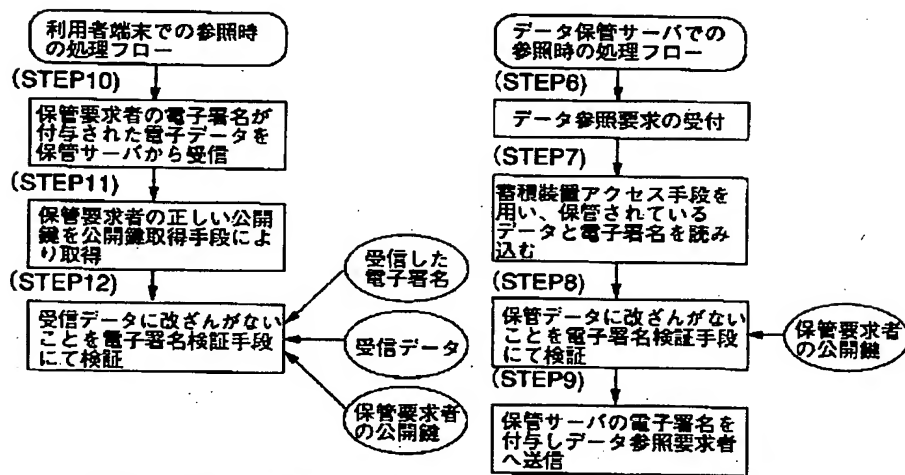 利用者端末での参照時
の処理フロー
(STEP10)
保管要求者の電子署名が
付与された電子データを
保管サーバから受信
(STEP11)
保管要求者の正しい公開
鍵を公開鍵取得手段によ
り取得
(STEP12)
受信データに改ざんがない
ことを電子署名検証手段
にて検証
受信した
電子署名
受信データ
保管要求者
の公開鍵
データ保管サーバでの
参照時の処理フロー
(STEP6)
データ参照要求の受付
(STEP7)
蓄積装置アクセス手段を
用い、保管されている
データと電子署名を読み
込む
(STEP8)
保管データに改ざんがない
ことを電子署名検証手段
にて検証
保管要求者
の公開鍵
(STEP9)
保管サーバの電子署名を
付与しデータ参照要求者
へ送信